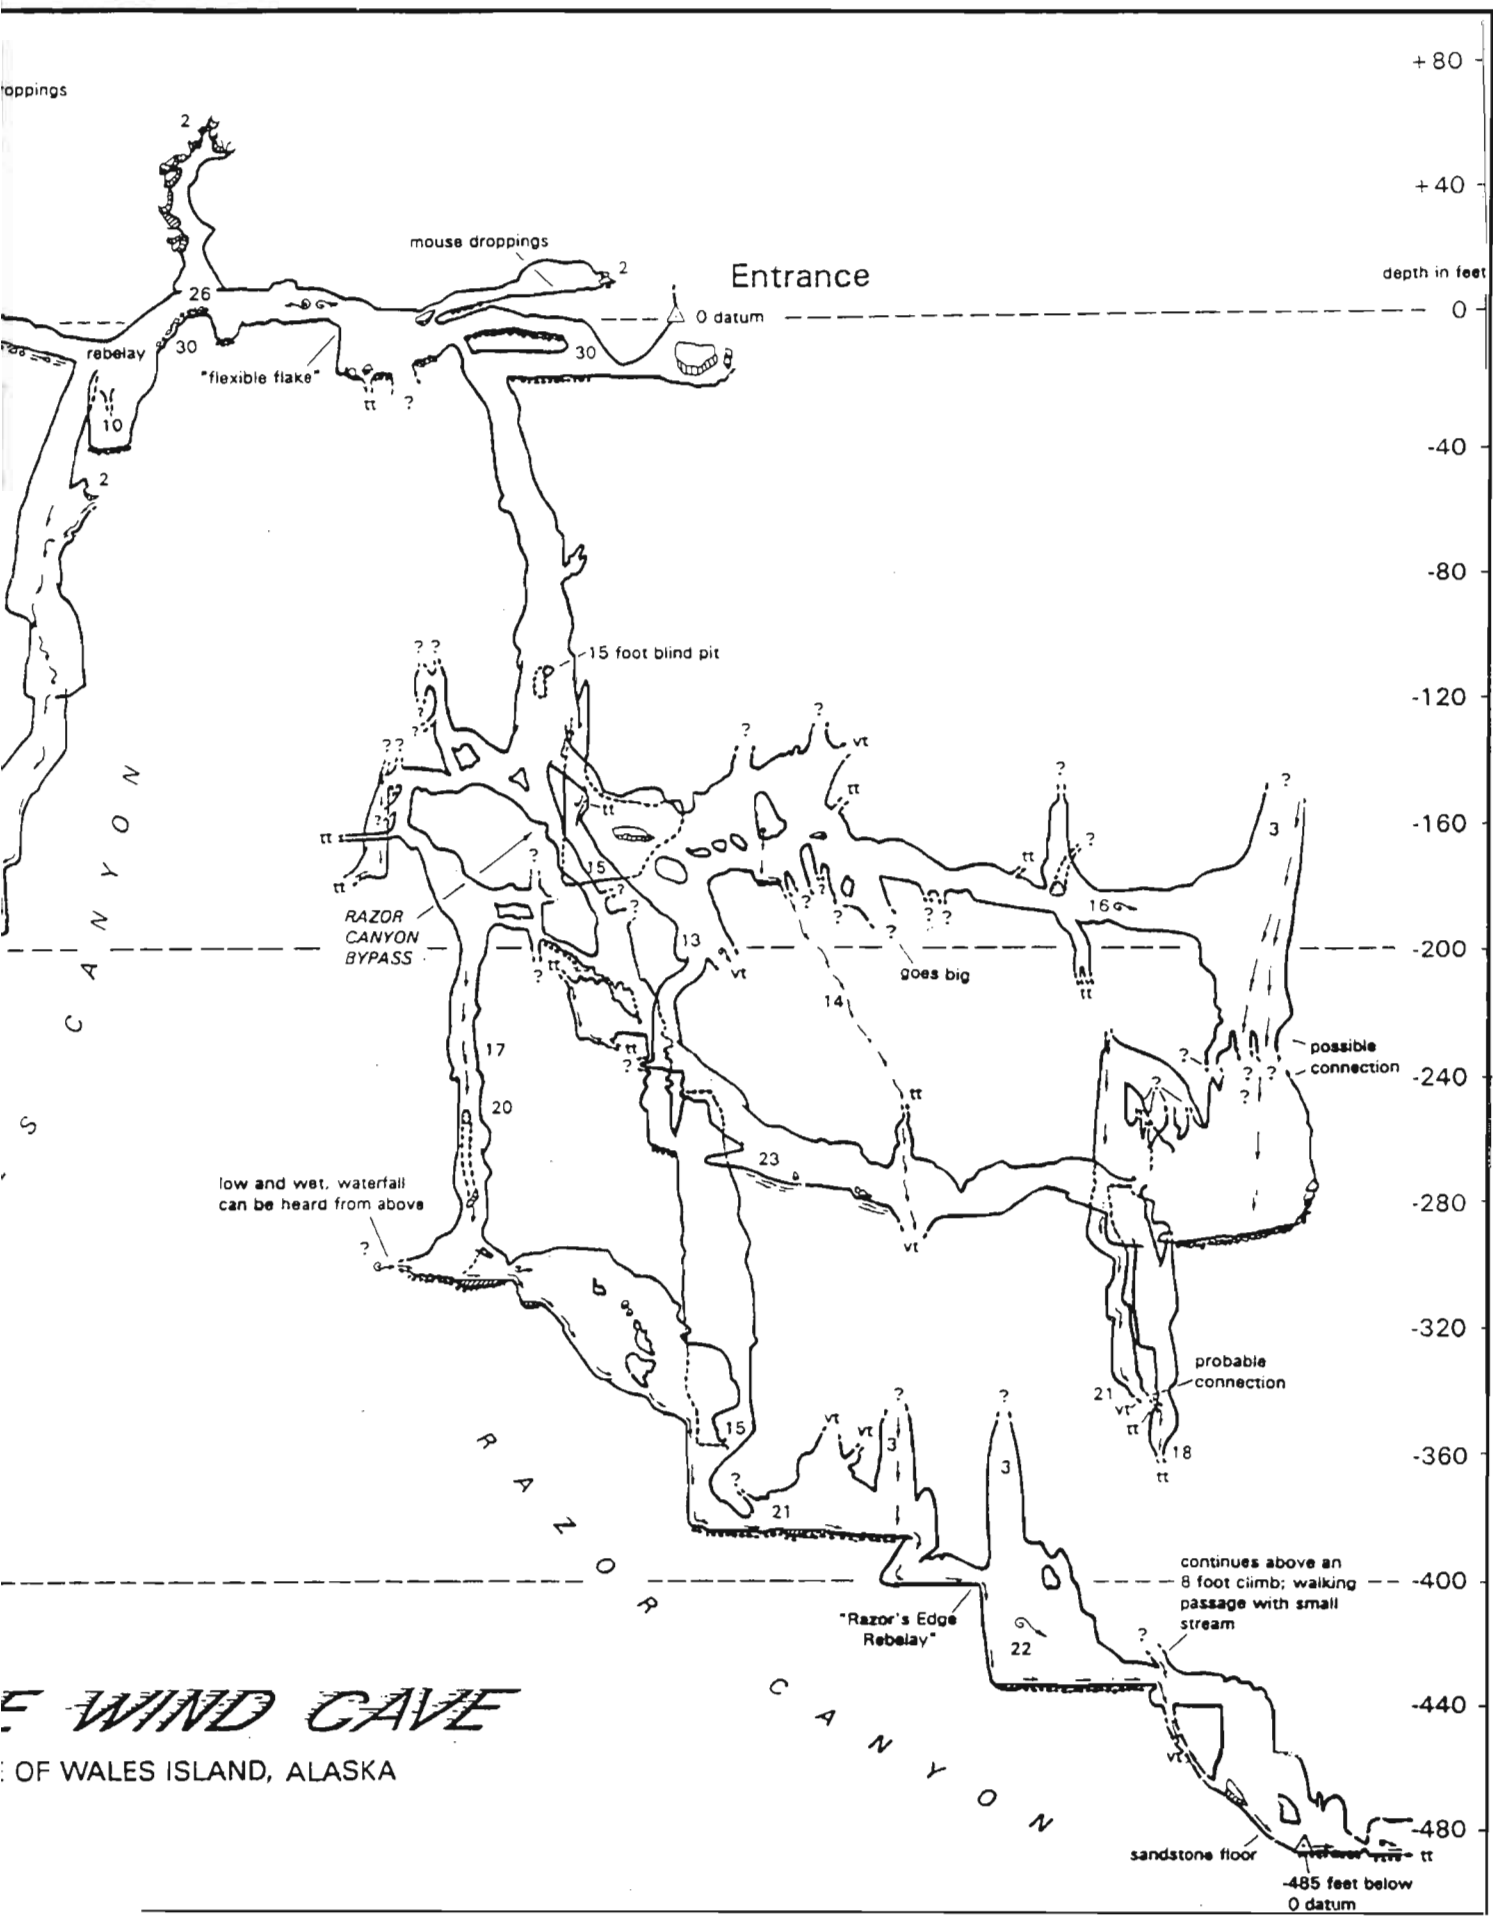 +80
roppings
2
+40
mouse droppings
2
Entrance
depth in feet
26
0 datum
0
rebelay
30
30
"flexible flake"
tt
?
10
-40
2
-80
? ?
15 foot blind pit
-120
?
?
?
?
vt
? ?
?
?
tt
tt
3
-160
?
tt
?
tt
?
15
tt
?
?
16
RAZOR
CANYON
BYPASS
?
?
?
?
? ?
13
-200
?
tt
?
vt
goes big
tt
14
17
tt
?
?
possible
connection
? ?
?
?
-240
20
tt
23
low and wet, waterfall
can be heard from above
-280
?
vt
-320
probable
connection
21
vt
tt
?
?
vt
vt
15
3
18
-360
3
tt
?
21
S CANYON
RAZOR CANYON
continues above an
8 foot climb; walking
passage with small
stream
-400
"Razor's Edge
Rebelay"
?
22
E WIND CAVE
-440
vt
OF WALES ISLAND, ALASKA
-480
sandstone floor
tt
-485 feet below
0 datum